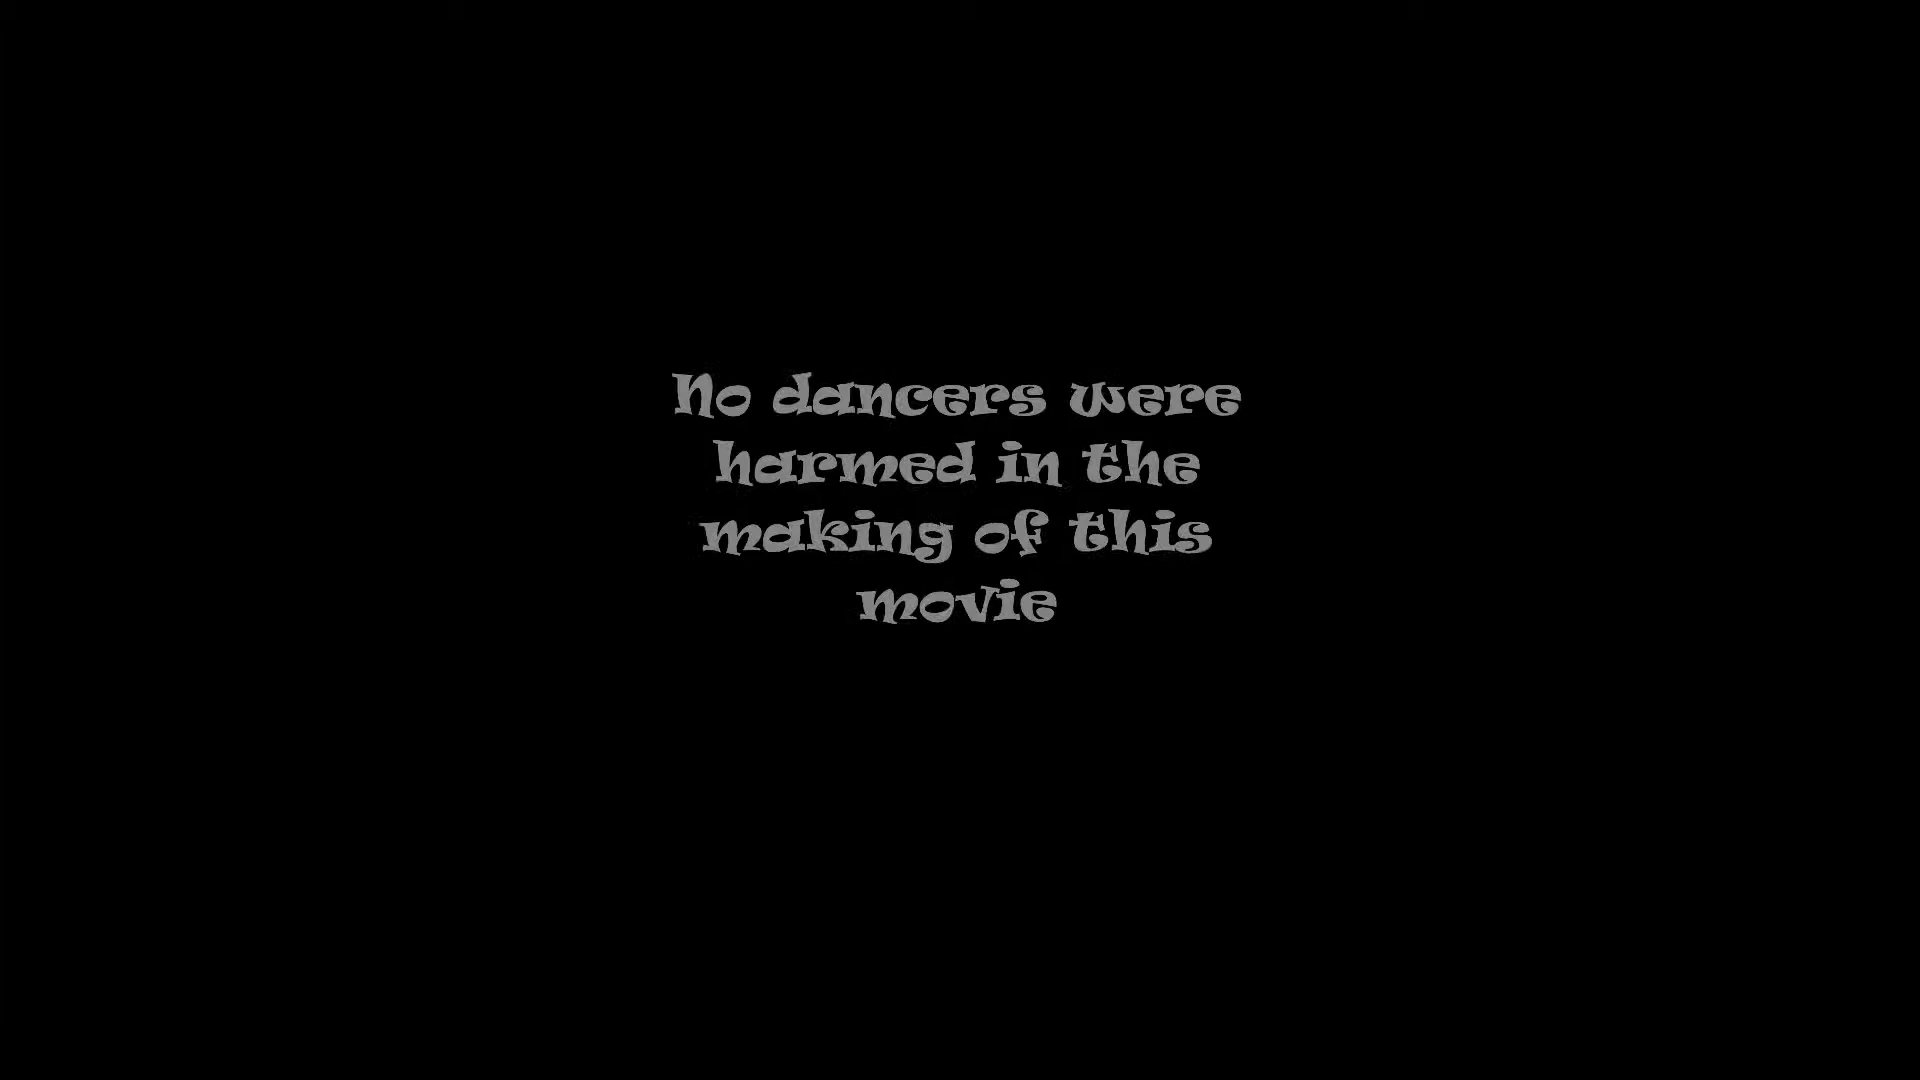 No dancers were
harmed in the
making of this
movie